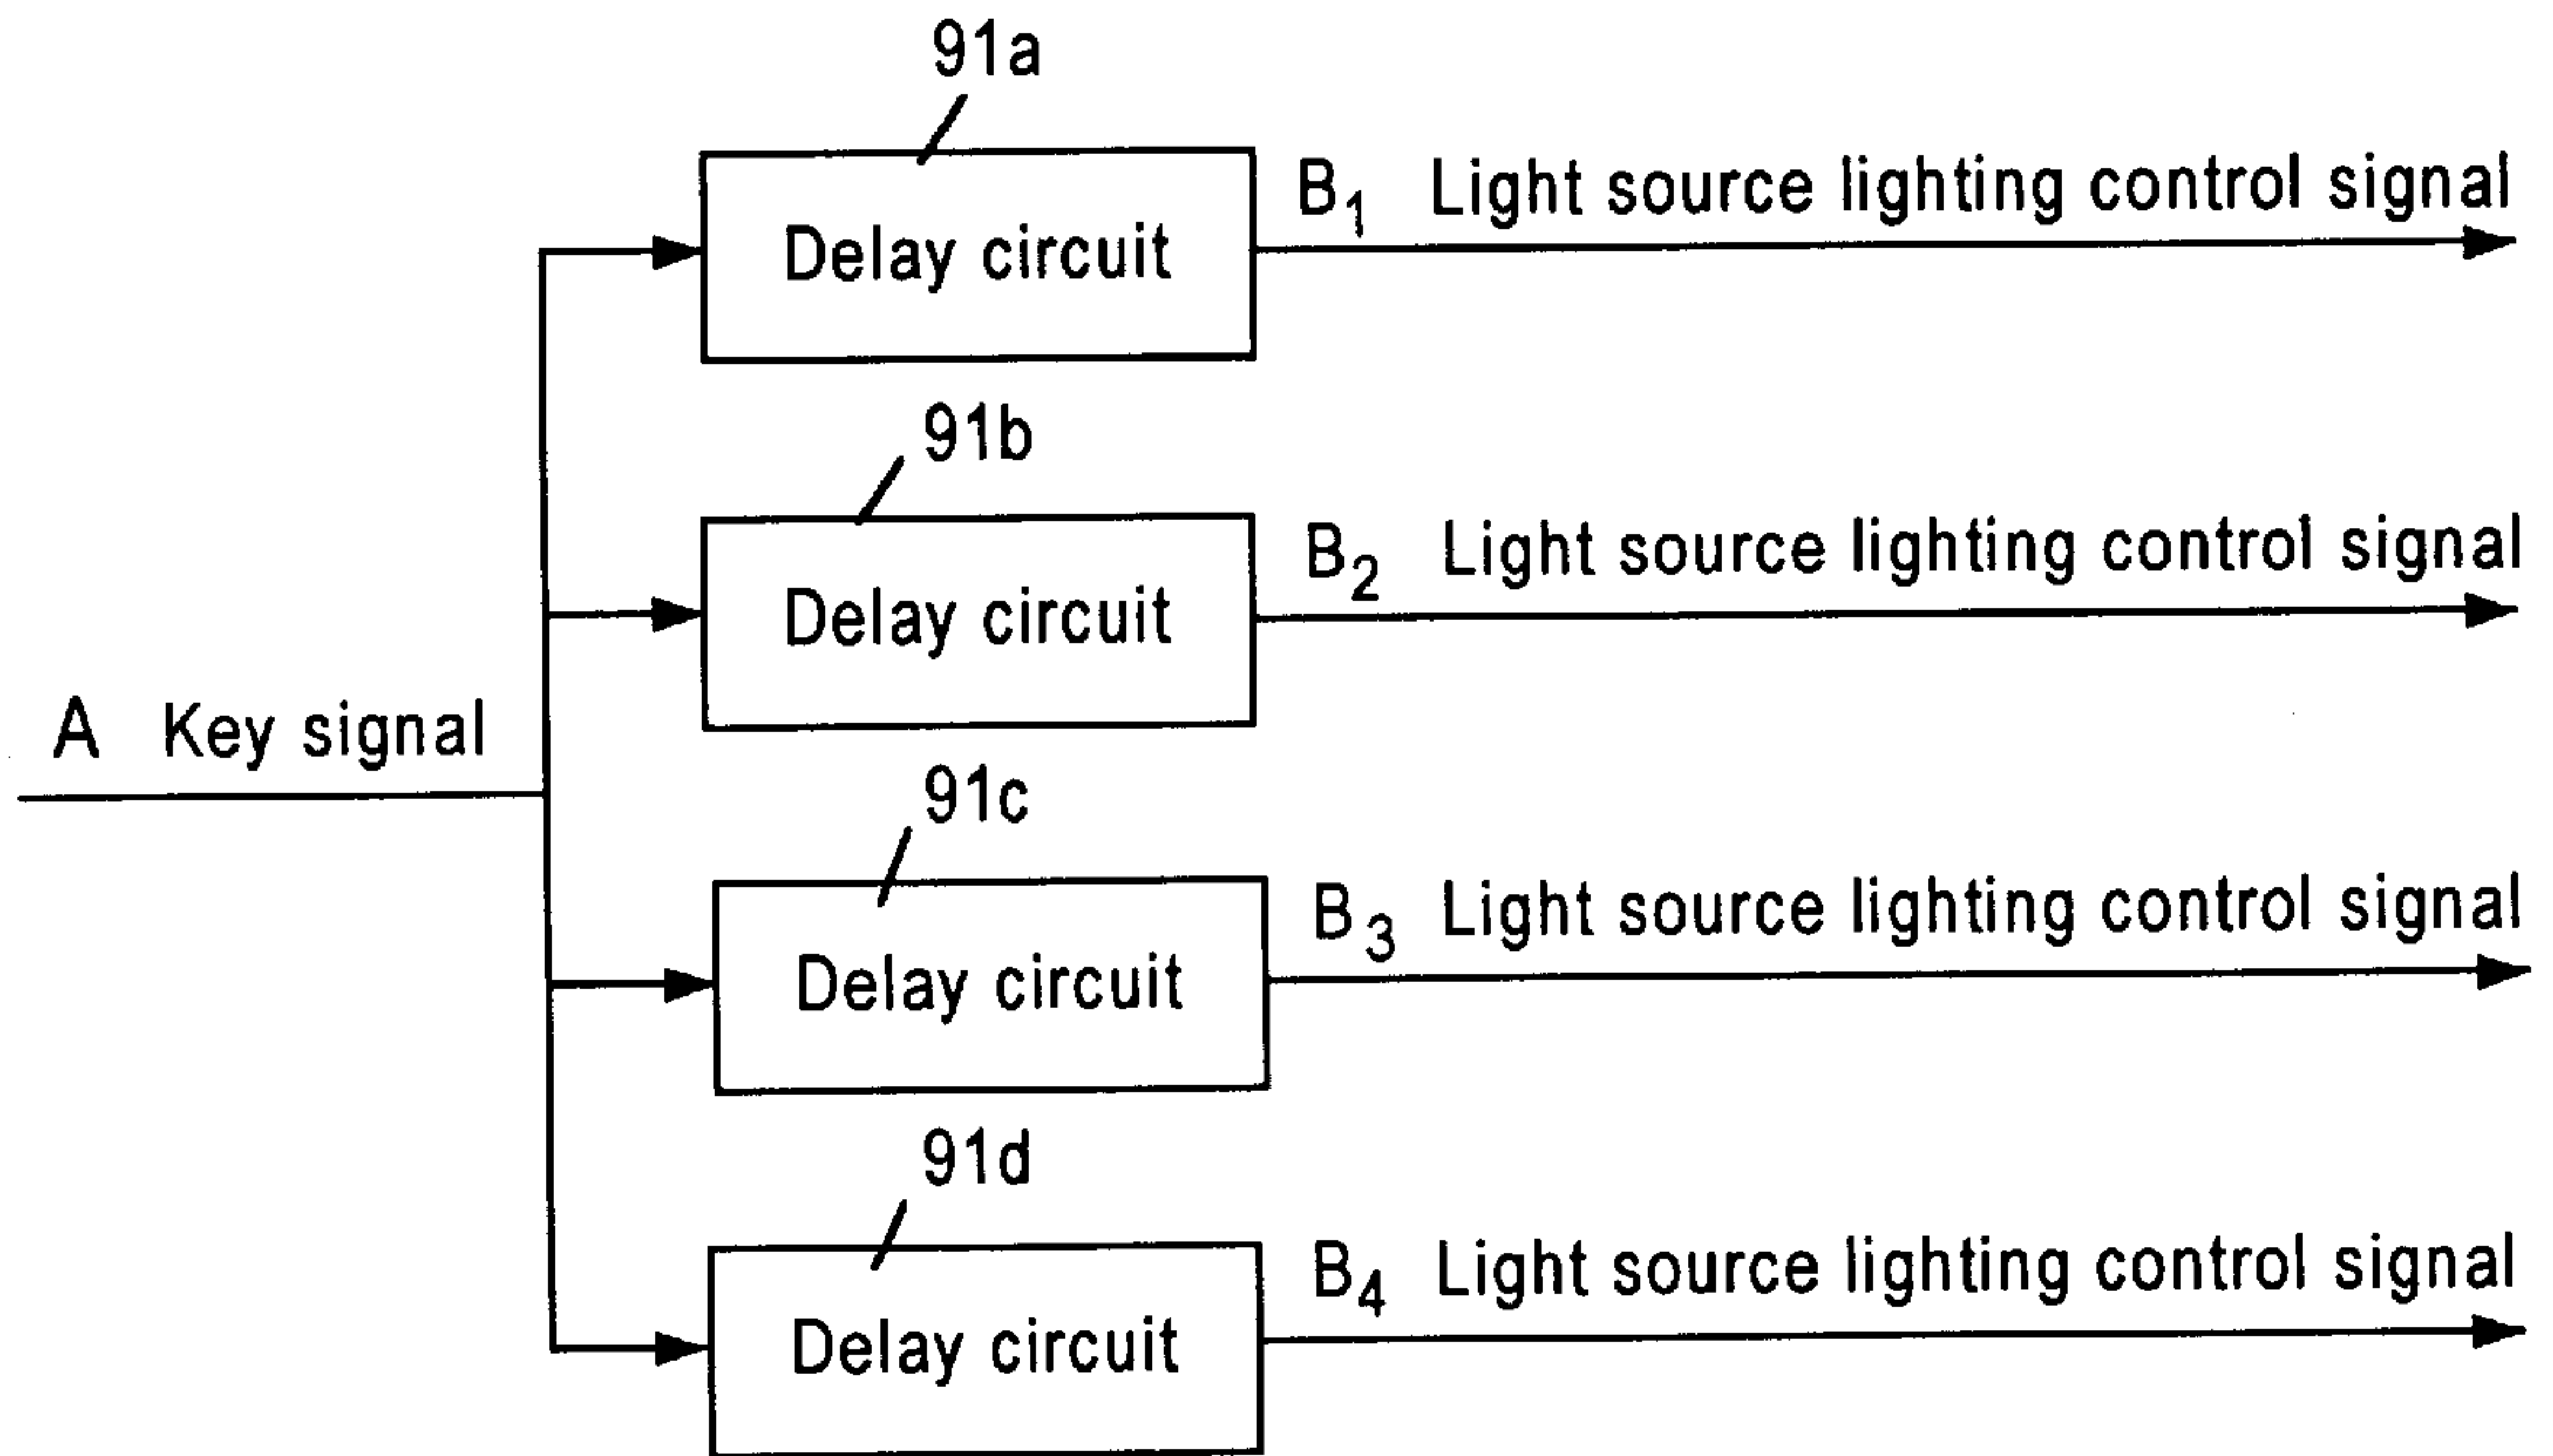 91a
B1 Light source lighting control signal
Delay circuit
91b
B2 Light source lighting control signal
Delay circuit
A Key signal
91c
B3 Light source lighting control signal
Delay circuit
91d
B4 Light source lighting control signal
Delay circuit